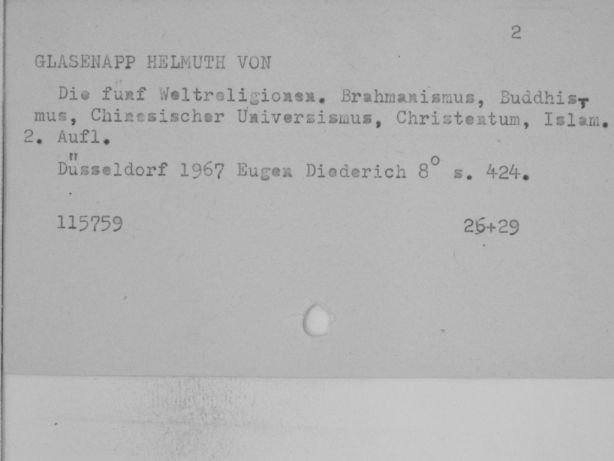 2
GLASENAPP HELMUTH VON
Die fünf Weltreligionen. Brahmanismus, Buddhis-
mus, Chinesischer Universismus, Christentum, Islam.
2. Aufl.
Düsseldorf 1967 Eugen Diederich 8° s. 424.
115759 26+29